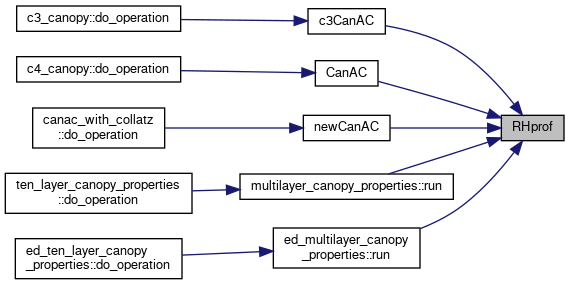 c3_canopy::do_operation
c3CanAC
c4_canopy::do_operation
CanAC
canac_with_collatz
::do_operation
newCanAC
RHprof
ten_layer_canopy_properties
::do_operation
multilayer_canopy_properties::run
ed_ten_layer_canopy
_properties::do_operation
ed_multilayer_canopy
_properties::run